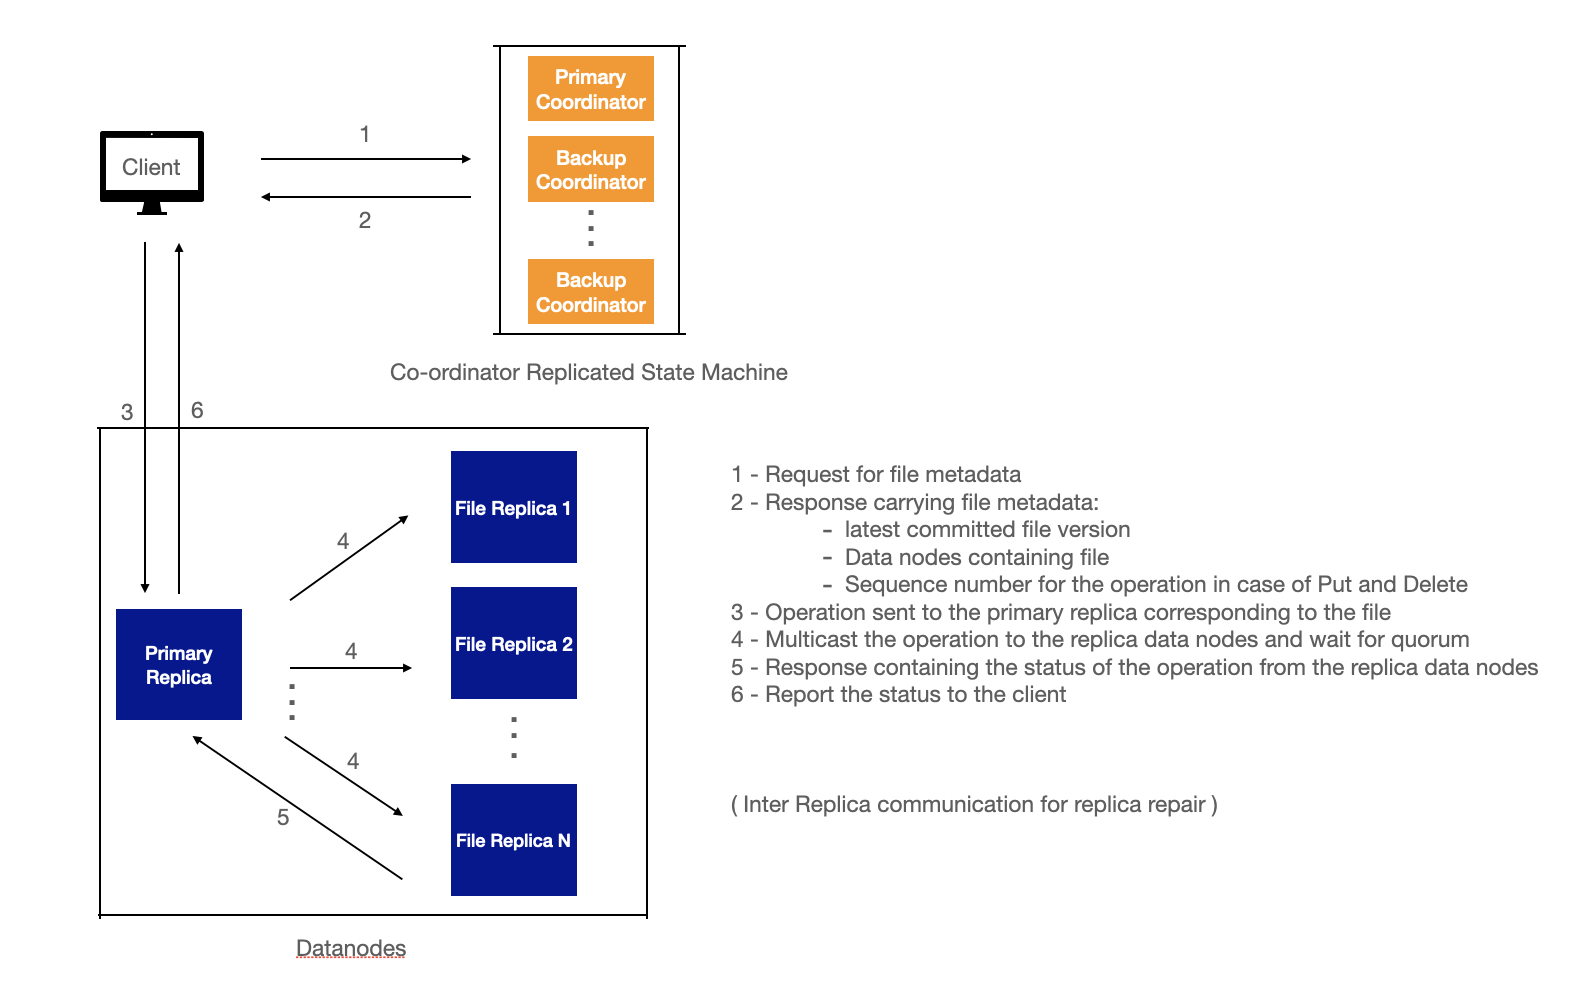 Primary
Coordinator
Client
1
Backup
Coordinator
2
Backup
Coordinator
Co-ordinator Replicated State Machine
3
6
File Replica 1
4
File Replica 2
4
Primary
Replica
4
5
File Replica N
Datanodes
1 - Request for file metadata
2 - Response carrying file metadata:
- latest committed file version
- Data nodes containing file
- Sequence number for the operation in case of Put and Delete
3 - Operation sent to the primary replica corresponding to the file
4 - Multicast the operation to the replica data nodes and wait for quorum
5 - Response containing the status of the operation from the replica data nodes
6 - Report the status to the client
( Inter Replica communication for replica repair )